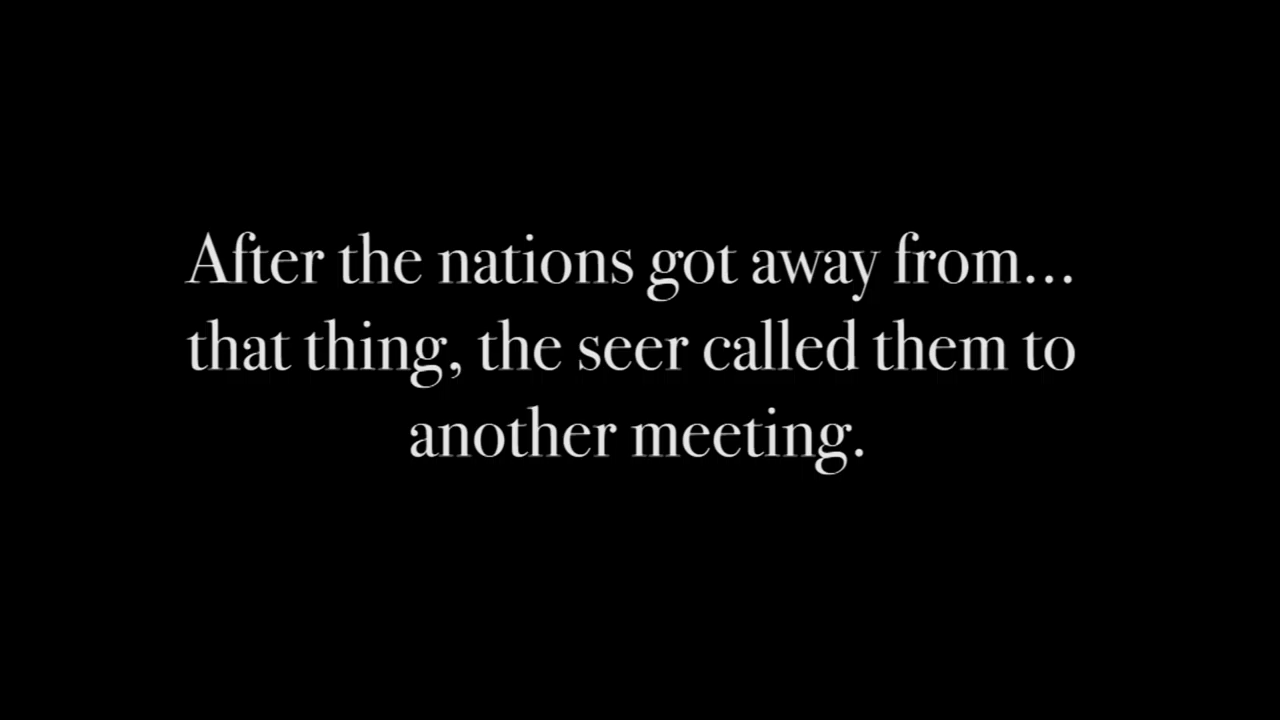 After the nations got away from...
that thing, the seer called them to
another meeting.